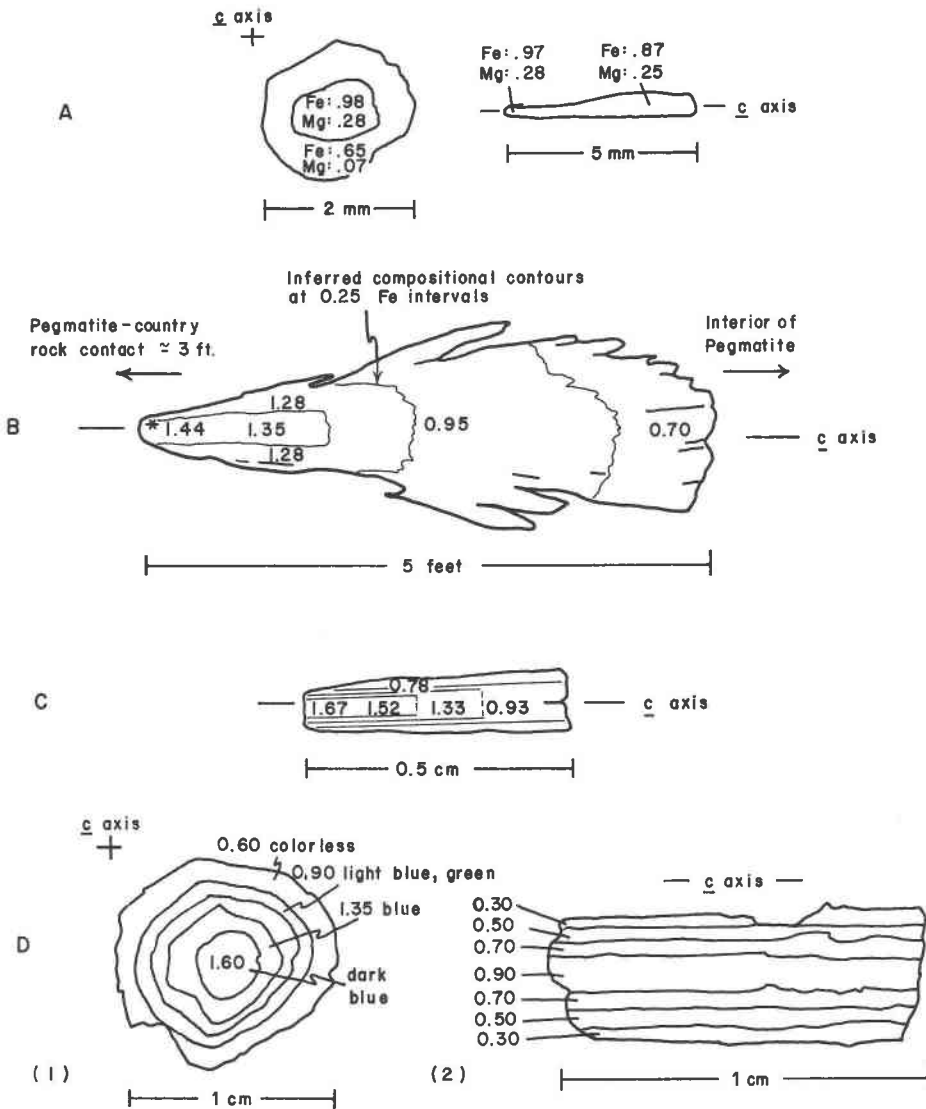 A
c axis
Fe: .98
Mg: .28
Fe: .65
Mg: .07
2 mm
Fe: .97
Mg: .28
Fe: .87
Mg: .25
c axis
5 mm
B
Inferred compositional contours
at 0.25 Fe intervals
Pegmatite-country
rock contact ≃ 3 ft.
Interior of
Pegmatite
1.28
*1.44
1.35
1.28
0.95
0.70
c axis
5 feet
C
0.78
1.67
1.52
1.33
0.93
c axis
0.5 cm
D
c axis
0.60 colorless
0.90 light blue, green
1.35 blue
1.60
dark
blue
(1)
1 cm
c axis
0.30
0.50
0.70
0.90
0.70
0.50
0.30
(2)
1 cm